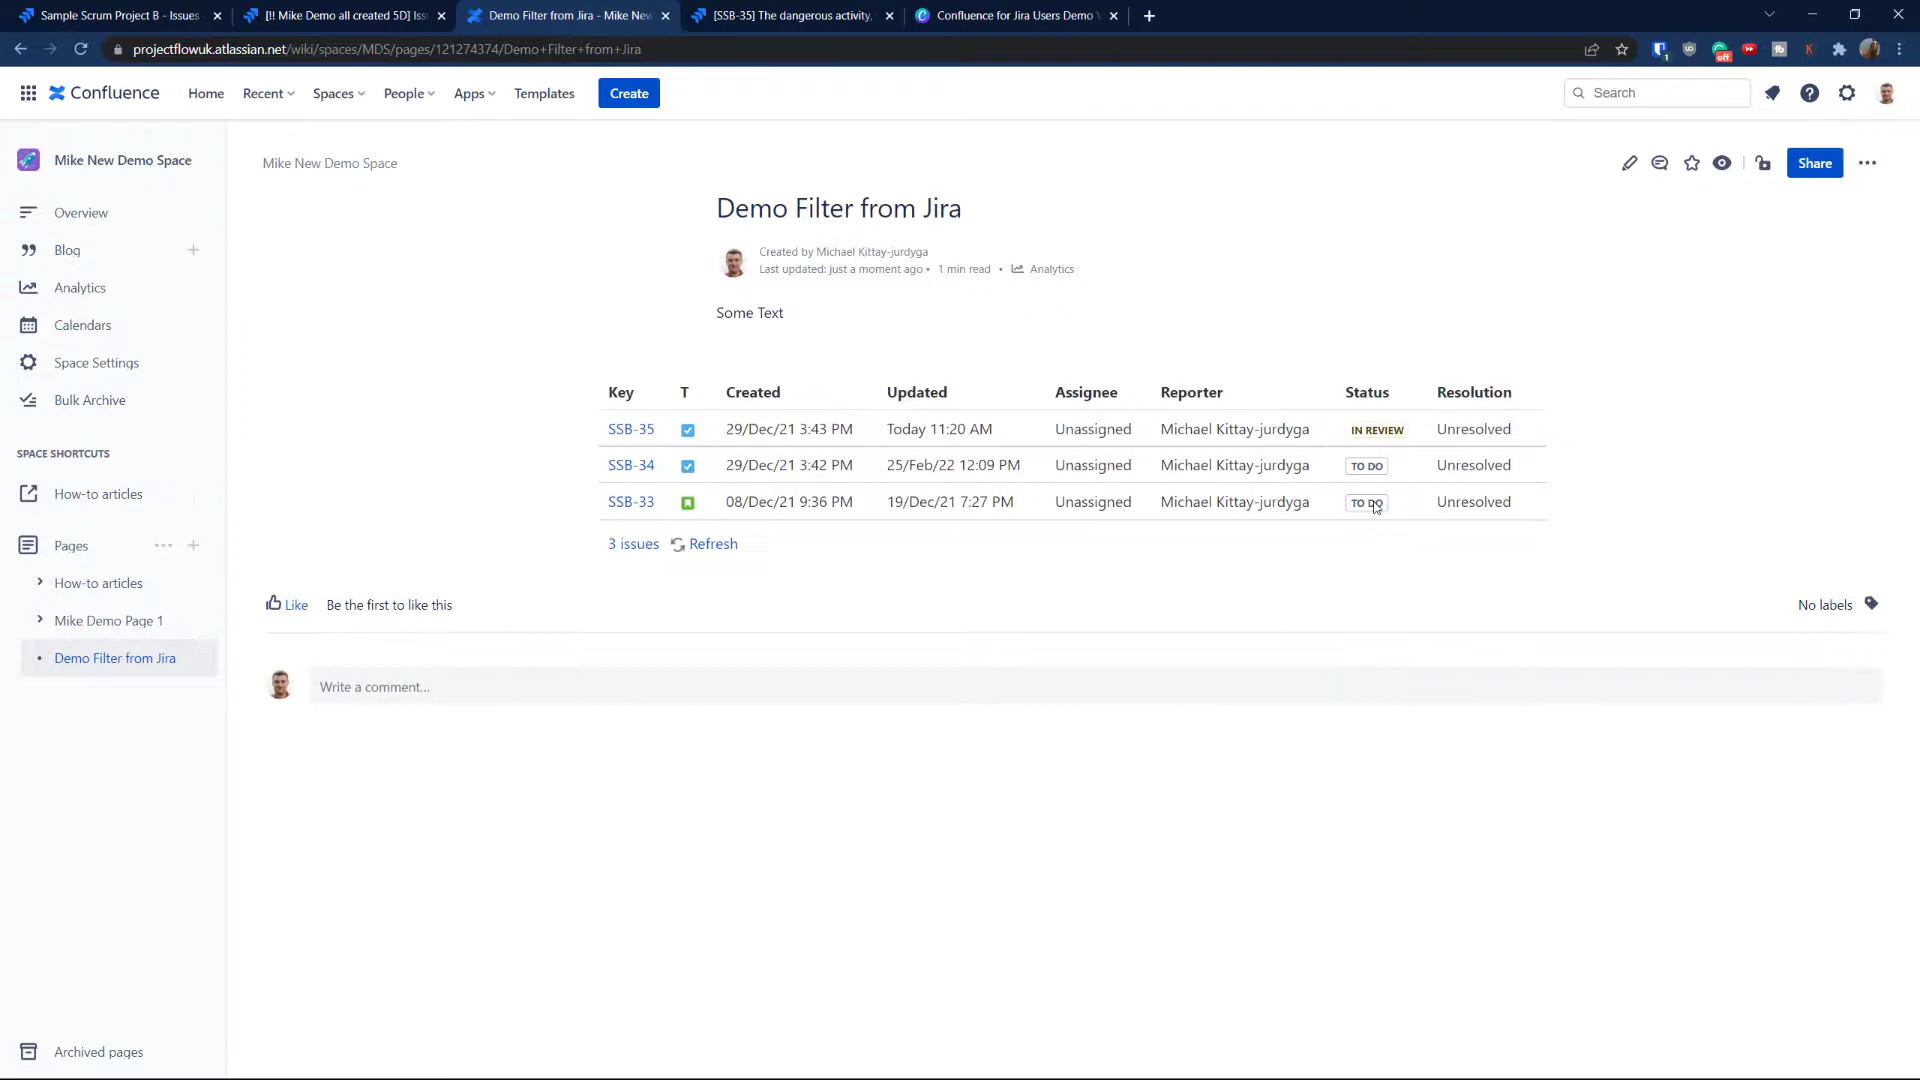 Sample Scrum Project B - Issues
[!! Mike Demo all created 5D] Iss
Demo Filter from Jira - Mike New
[SSB-35] The dangerous activity,
Confluence for Jira Users Demo
projectflowuk.atlassian.net/wiki/spaces/MDS/pages/121274374/Demo+Filter+from+Jira
1
off
K
Confluence
Home
Recent
Spaces
People
Apps
Templates
Create
Search
Mike New Demo Space
Overview
Blog
Analytics
Calendars
Space Settings
Bulk Archive
SPACE SHORTCUTS
How-to articles
Pages
How-to articles
Mike Demo Page 1
Demo Filter from Jira
Archived pages
Mike New Demo Space
Share
Demo Filter from Jira
Created by Michael Kittay-jurdyga
Last updated: just a moment ago • 1 min read • Analytics
Some Text
Key T Created Updated Assignee Reporter Status Resolution
SSB-35 29/Dec/21 3:43 PM Today 11:20 AM Unassigned Michael Kittay-jurdyga IN REVIEW Unresolved
SSB-34 29/Dec/21 3:42 PM 25/Feb/22 12:09 PM Unassigned Michael Kittay-jurdyga TO DO Unresolved
SSB-33 08/Dec/21 9:36 PM 19/Dec/21 7:27 PM Unassigned Michael Kittay-jurdyga TO DO Unresolved
3 issues Refresh
Like Be the first to like this
No labels
Write a comment...